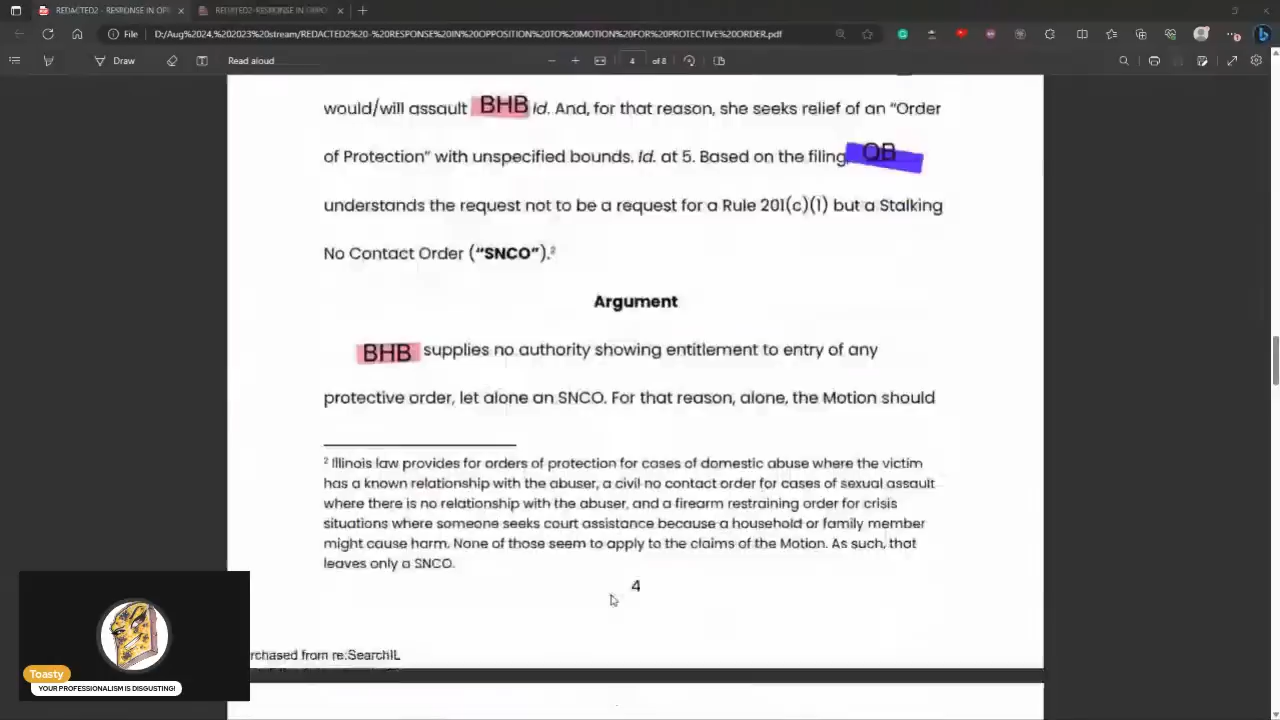 REDACTED2 - RESPONSE IN OPP
REDATED2-RESPONSE IN OPPO
File D:/Aug%2024,%202023%20stream/REDACTED2%20-%20RESPONSE%20IN%20OPPOSITION%20TO%20MOTION%20FOR%20PROTECTIVE%20ORDER.pdf
Draw Read aloud 4 of 8
would/will assault BHB Id. And, for that reason, she seeks relief of an “Order
of Protection” with unspecified bounds. Id. at 5. Based on the filing, OB
understands the request not to be a request for a Rule 201(c)(1) but a Stalking
No Contact Order (“SNCO”).²
Argument
BHB supplies no authority showing entitlement to entry of any
protective order, let alone an SNCO. For that reason, alone, the Motion should
² Illinois law provides for orders of protection for cases of domestic abuse where the victim
has a known relationship with the abuser, a civil no contact order for cases of sexual assault
where there is no relationship with the abuser, and a firearm restraining order for crisis
situations where someone seeks court assistance because a household or family member
might cause harm. None of those seem to apply to the claims of the Motion. As such, that
leaves only a SNCO.
4
rchased from re:SearchIL
Toasty
YOUR PROFESSIONALISM IS DISGUSTING!